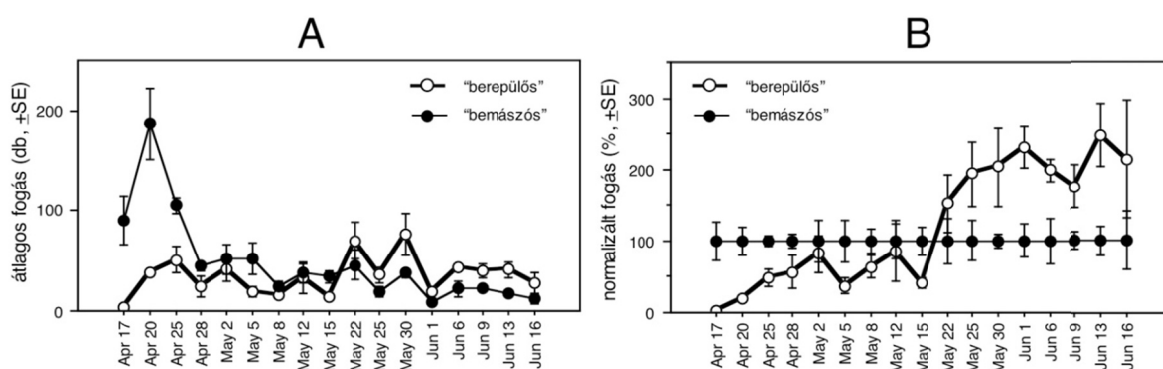 A
átlagos fogás (db, ±SE)
200
100
0
"berepülős"
"bemászós"
Apr 17
Apr 20
Apr 25
Apr 28
May 2
May 5
May 8
May 12
May 15
May 22
May 25
May 30
Jun 1
Jun 6
Jun 9
Jun 13
Jun 16
B
normalizált fogás (%, ±SE)
300
200
100
0
"berepülős"
"bemászós"
Apr 17
Apr 20
Apr 25
Apr 28
May 2
May 5
May 8
May 12
May 15
May 22
May 25
May 30
Jun 1
Jun 6
Jun 9
Jun 13
Jun 16